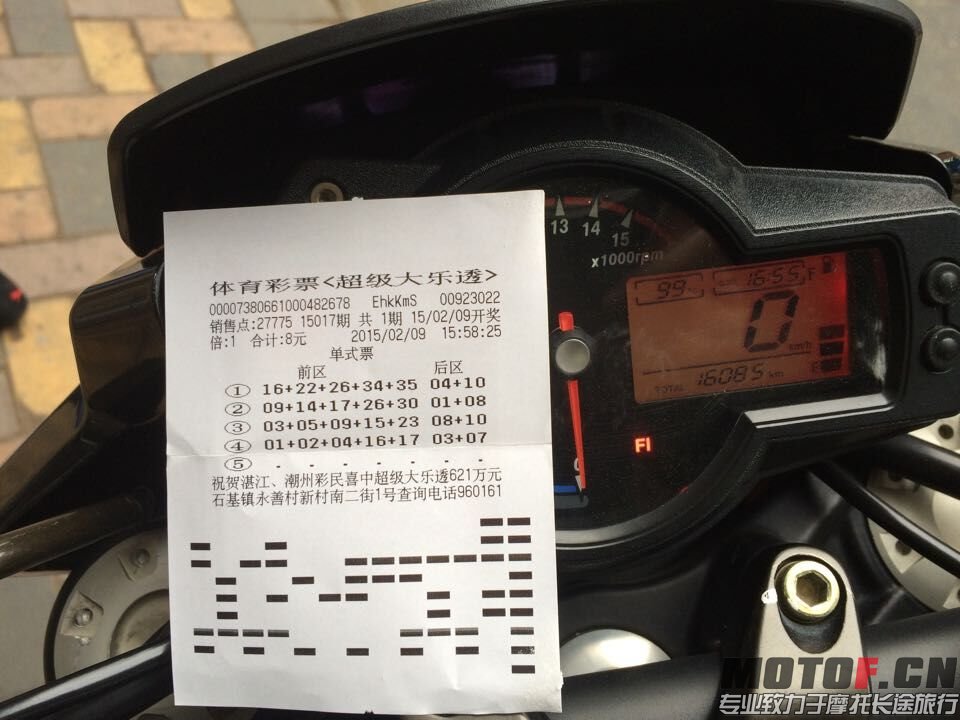 体育彩票<超级大乐透>
00007380661000482678 EhkKmS 00923022
销售点:27775 15017期 共 1期 15/02/09开奖
倍:1 合计:8元 2015/02/09 15:58:25
单式票
前区 后区
① 16+22+26+34+35 04+10
② 09+14+17+26+30 01+08
③ 03+05+09+15+23 08+10
④ 01+02+04+16+17 03+07
⑤ - - - - - - -
祝贺湛江、潮州彩民喜中超级大乐透621万元
石基镇永善村新村南二街1号查询电话960161
13 14 15
x1000rpm
99 °C 16:55 F
0
km/h
TOTAL 16085 km
E
FI
0
MOTOF.CN
专业致力于摩托长途旅行